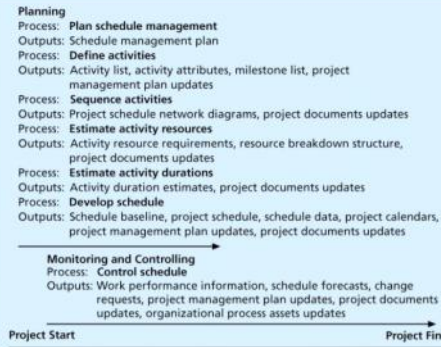 Planning
Process: Plan schedule management
Outputs: Schedule management plan
Process: Define activities
Outputs: Activity list, activity attributes, milestone list, project
management plan updates
Process: Sequence activities
Outputs: Project schedule network diagrams, project documents updates
Process: Estimate activity resources
Outputs: Activity resource requirements, resource breakdown structure,
project documents updates
Process: Estimate activity durations
Outputs: Activity duration estimates, project documents updates
Process: Develop schedule
Outputs: Schedule baseline, project schedule, schedule data, project calendars,
project management plan updates, project documents updates
Monitoring and Controlling
Process: Control schedule
Outputs: Work performance information, schedule forecasts, change
requests, project management plan updates, project documents
updates, organizational process assets updates
Project Start Project Fin